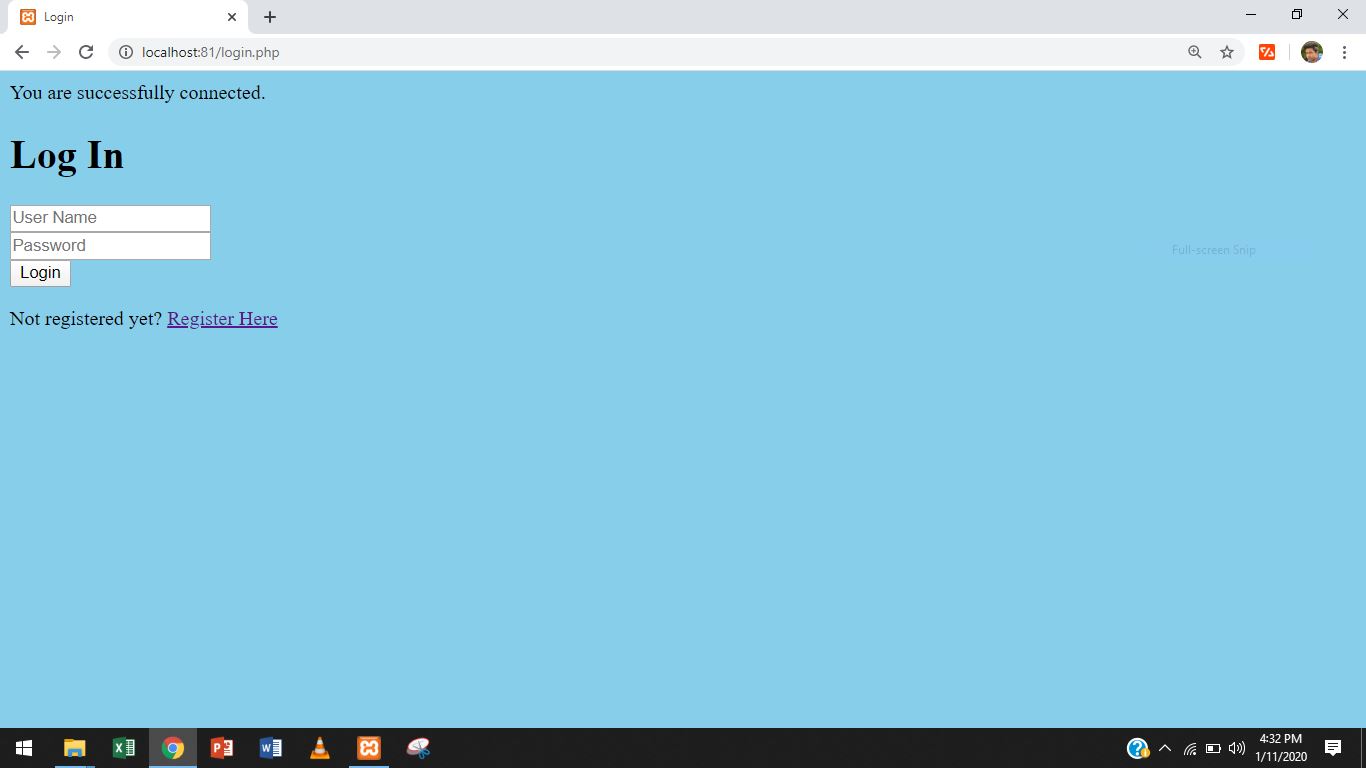 Login
localhost:81/login.php
You are successfully connected.
Log In
User Name
Password
Full-screen Snip
Login
Not registered yet? Register Here
4:32 PM
1/11/2020